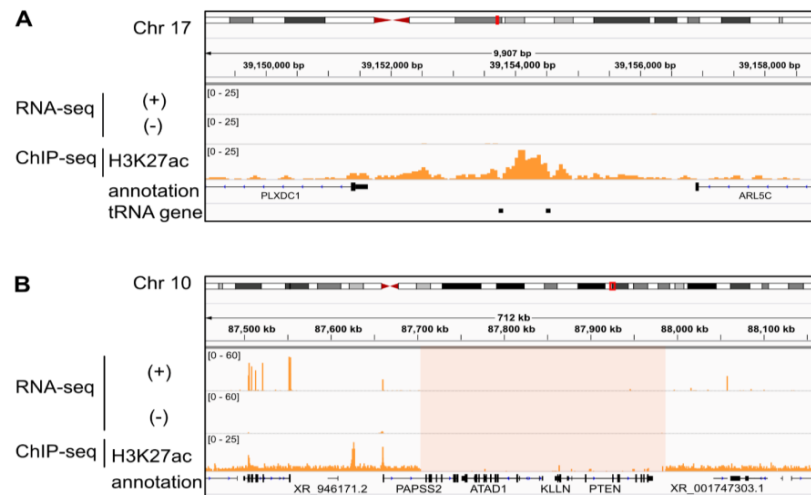 A
Chr 17
9,907 bp
39,150,000 bp 39,152,000 bp 39,154,000 bp 39,156,000 bp 39,158,000 bp
[0 - 25]
RNA-seq (+)
(-) [0 - 25]
ChIP-seq H3K27ac [0 - 25]
annotation
PLXDC1 ARL5C
tRNA gene
B
Chr 10
712 kb
87,500 kb 87,600 kb 87,700 kb 87,800 kb 87,900 kb 88,000 kb 88,100 kb
[0 - 60]
(+)
RNA-seq
[0 - 60]
(-)
ChIP-seq H3K27ac [0 - 25]
annotation
XR_946171.2 PAPSS2 ATAD1 KLLN PTEN XR_001747303.1